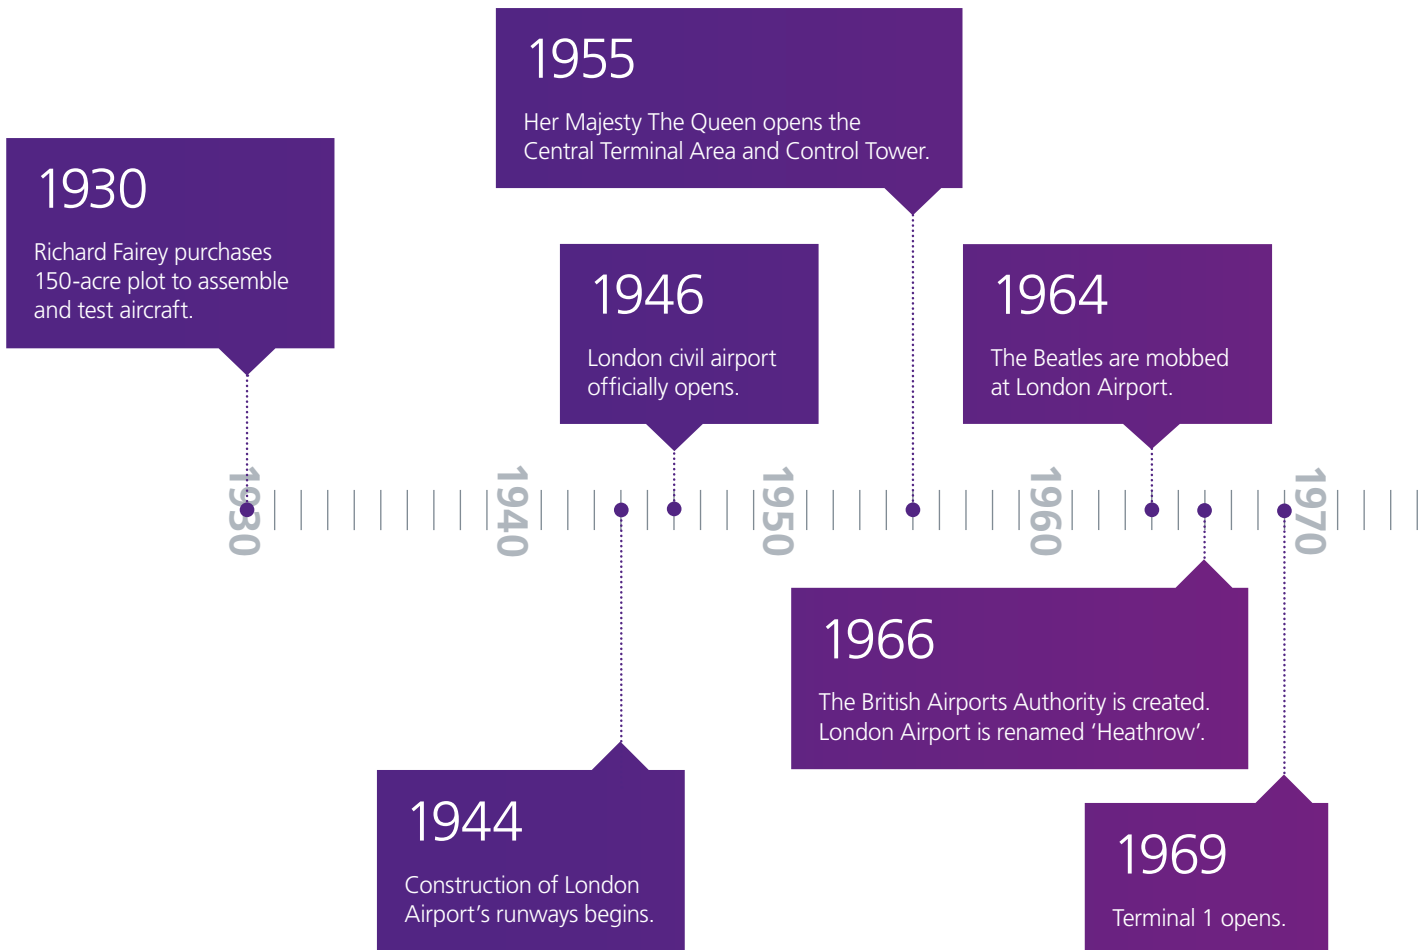 1955
Her Majesty The Queen opens the
Central Terminal Area and Control Tower.
1930
Richard Fairey purchases
150-acre plot to assemble
and test aircraft.
1946
London civil airport
officially opens.
1964
The Beatles are mobbed
at London Airport.
1930
1940
1950
1960
1970
1966
The British Airports Authority is created.
London Airport is renamed ‘Heathrow’.
1944
Construction of London
Airport’s runways begins.
1969
Terminal 1 opens.